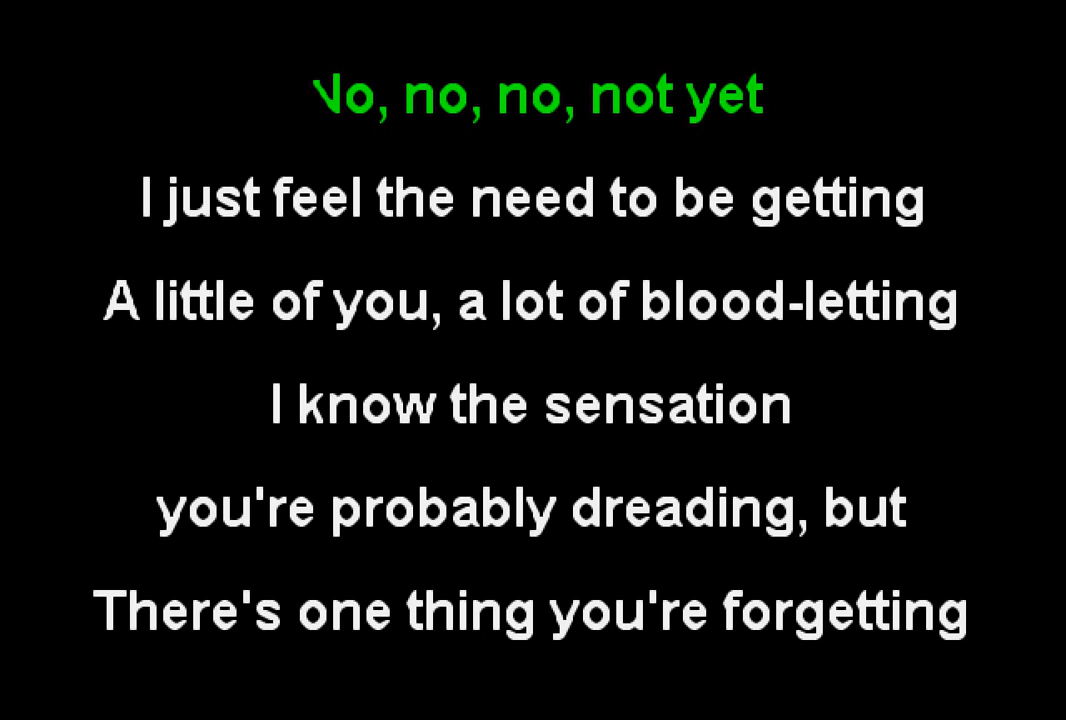 No, no, no, not yet
I just feel the need to be getting
A little of you, a lot of blood-letting
I know the sensation
you're probably dreading, but
There's one thing you're forgetting